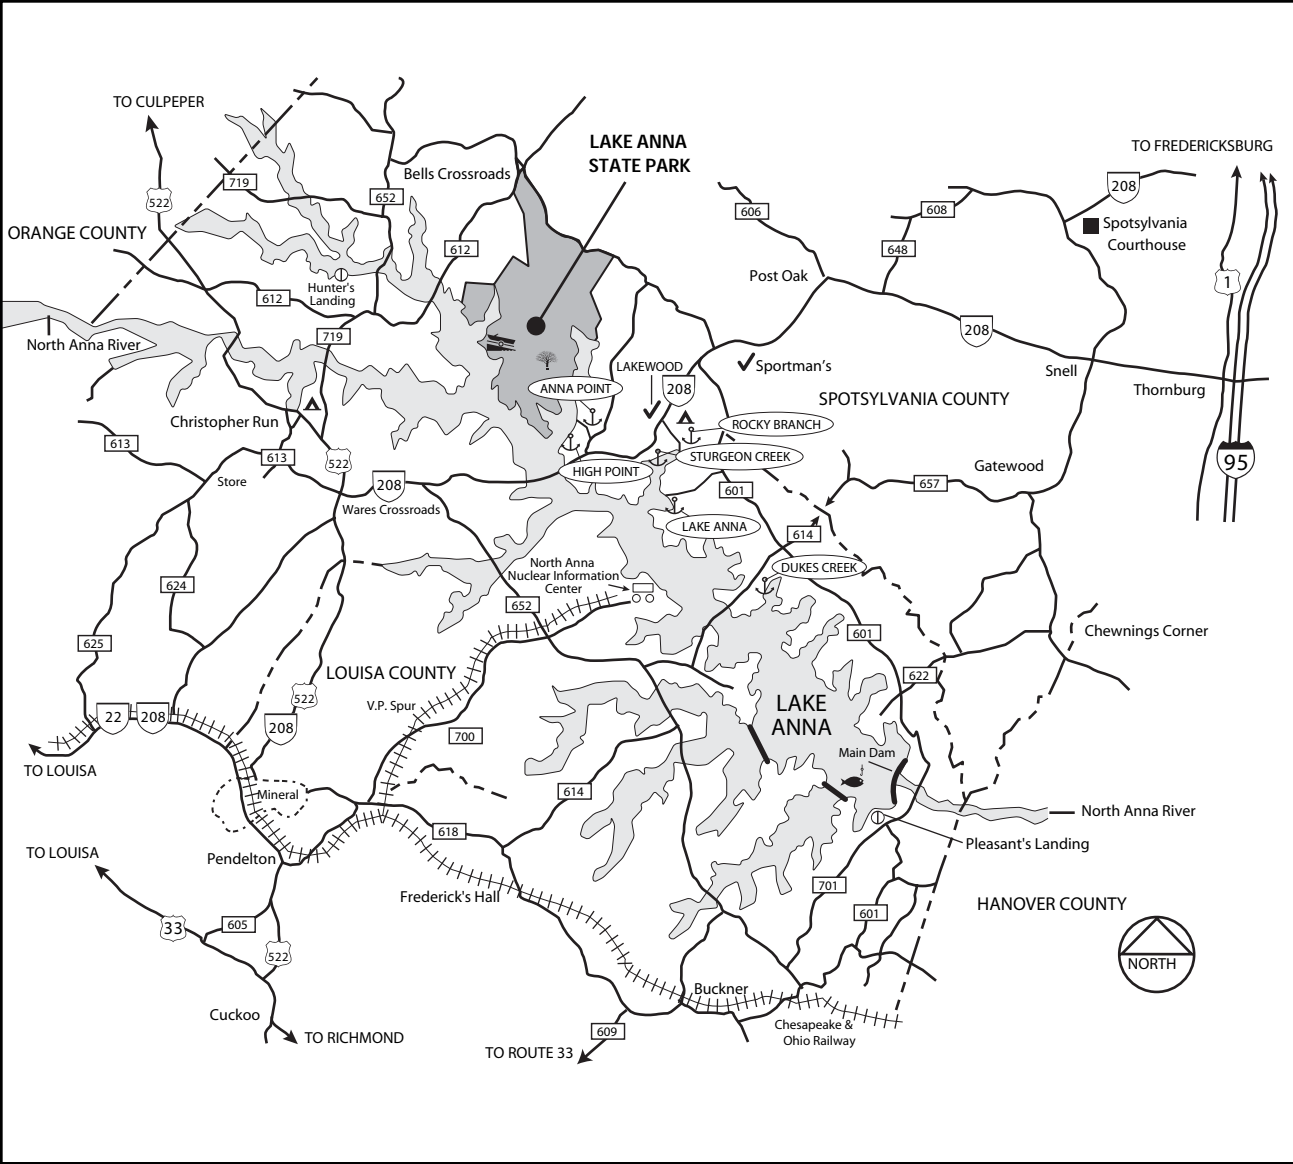 TO CULPEPER
LAKE ANNA
STATE PARK
TO FREDERICKSBURG
Bells Crossroads
719
652
522
208
606
608
Spotsylvania
Courthouse
ORANGE COUNTY
612
648
Post Oak
1
Hunter's
Landing
612
719
208
North Anna River
LAKEWOOD
Sportman's
Snell
Thornburg
ANNA POINT
208
SPOTSYLVANIA COUNTY
Christopher Run
ROCKY BRANCH
613
613
522
STURGEON CREEK
HIGH POINT
Gatewood
95
Store
208
Wares Crossroads
601
657
LAKE ANNA
614
North Anna
Nuclear Information
Center
DUKES CREEK
624
652
625
601
Chewnings Corner
LOUISA COUNTY
622
522
V.P. Spur
LAKE
ANNA
22
208
208
700
Main Dam
TO LOUISA
Mineral
614
North Anna River
618
Pleasant's Landing
TO LOUISA
Pendelton
701
Frederick's Hall
HANOVER COUNTY
601
33
605
522
NORTH
Buckner
Cuckoo
Chesapeake &
Ohio Railway
TO RICHMOND
609
TO ROUTE 33